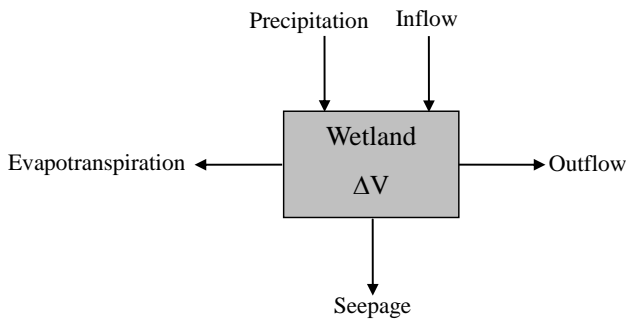 Precipitation
Inflow
Wetland
Evapotranspiration
Outflow
ΔV
Seepage